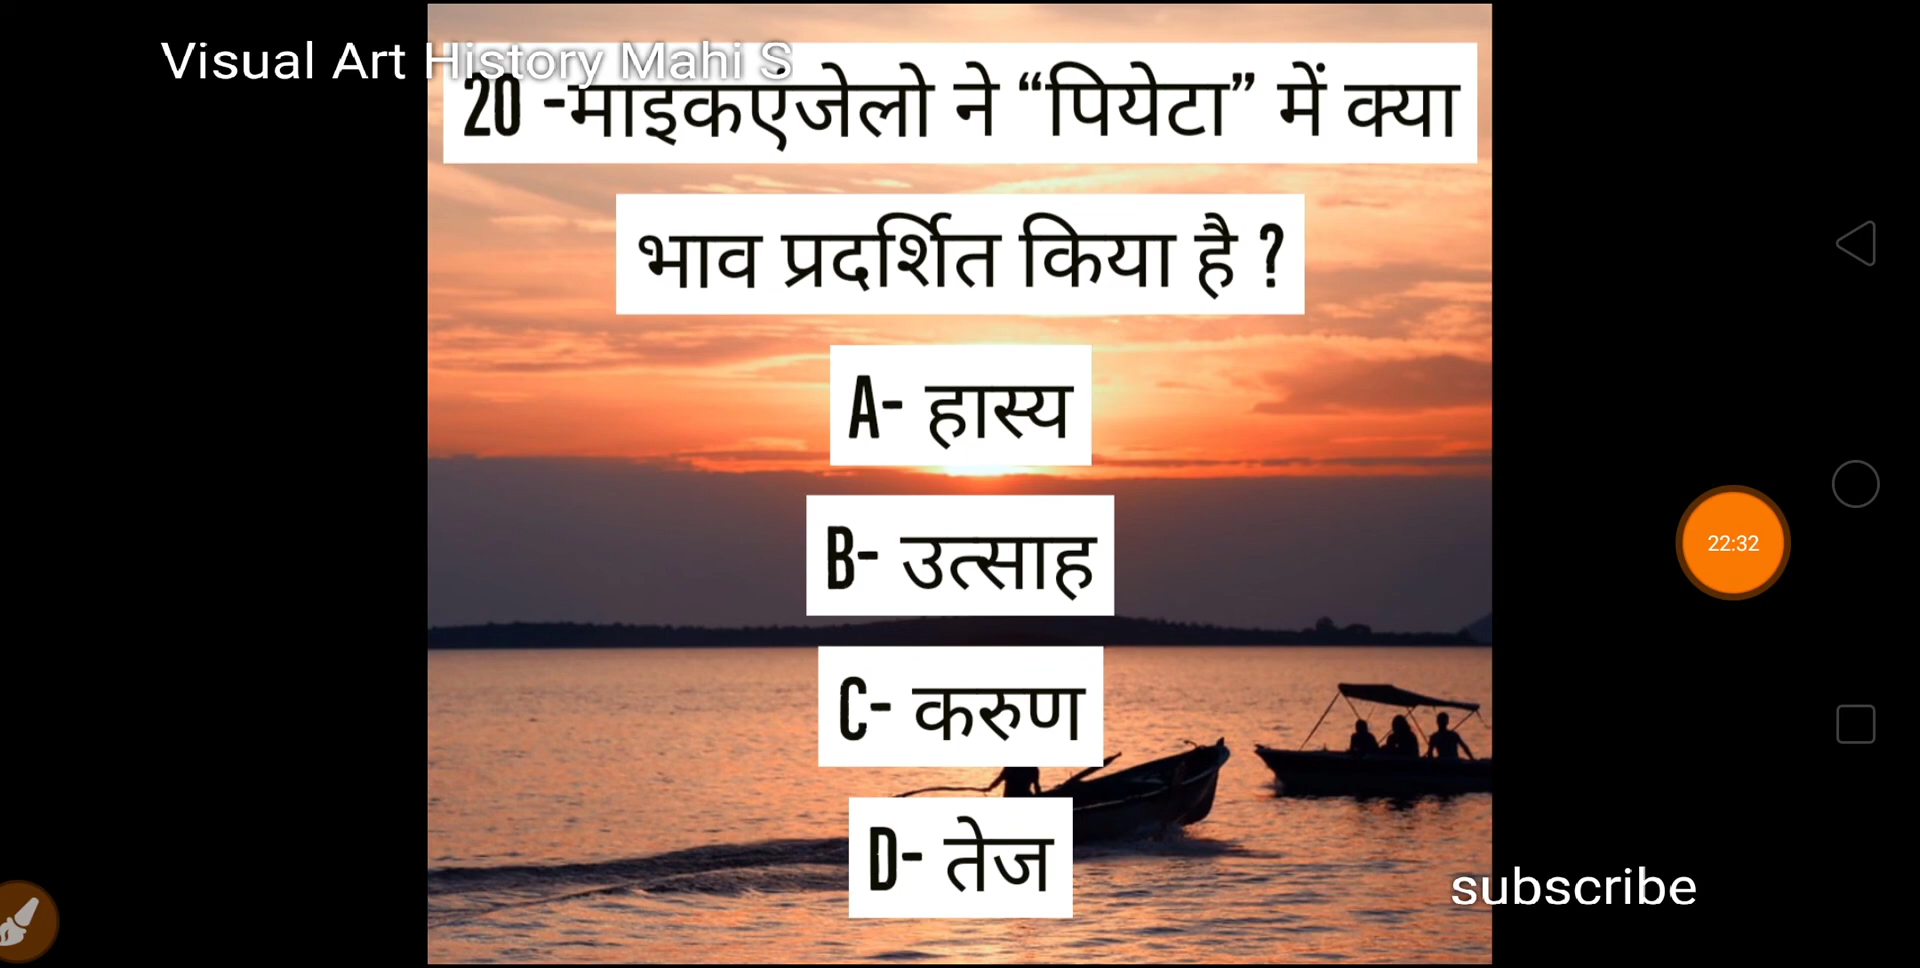 Visual Art History Mahi S
20 -माइकएंजेलो ने “पियेटा” में क्या
भाव प्रदर्शित किया है ?
A- हास्य
B- उत्साह
C- करुण
D- तेज
22:32
subscribe